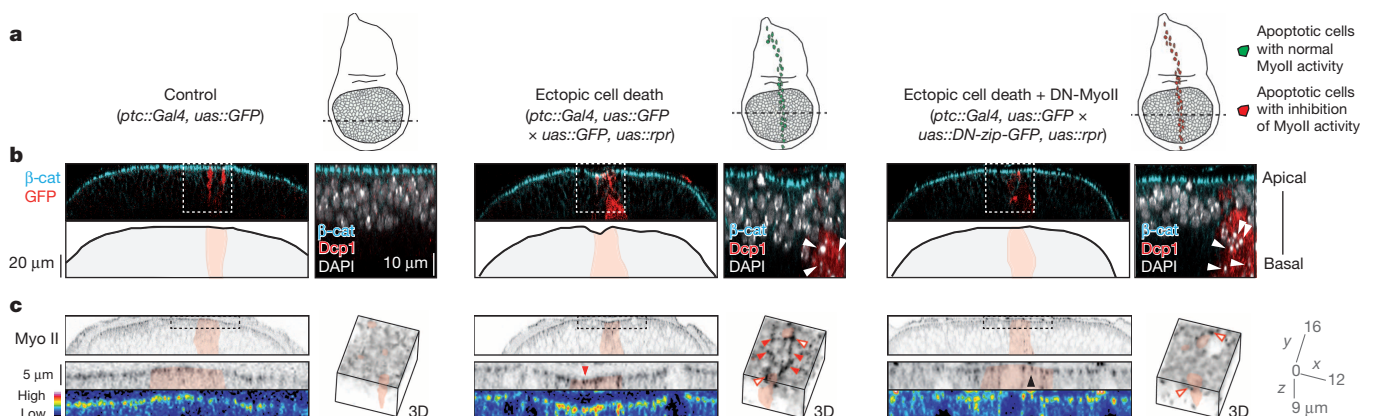 a
Control
(ptc::Gal4, uas::GFP)
Ectopic cell death
(ptc::Gal4, uas::GFP
× uas::GFP, uas::rpr)
Ectopic cell death + DN-MyoII
(ptc::Gal4, uas::GFP ×
uas::DN-zip-GFP, uas::rpr)
Apoptotic cells
with normal
MyoII activity
Apoptotic cells
with inhibition
of MyoII activity
b
β-cat
GFP
20 µm
β-cat
Dcp1
DAPI
10 µm
β-cat
Dcp1
DAPI
β-cat
Dcp1
DAPI
Apical
Basal
c
Myo II
5 µm
High
Low
3D
3D
3D
16
y
0
x
12
z
9 µm